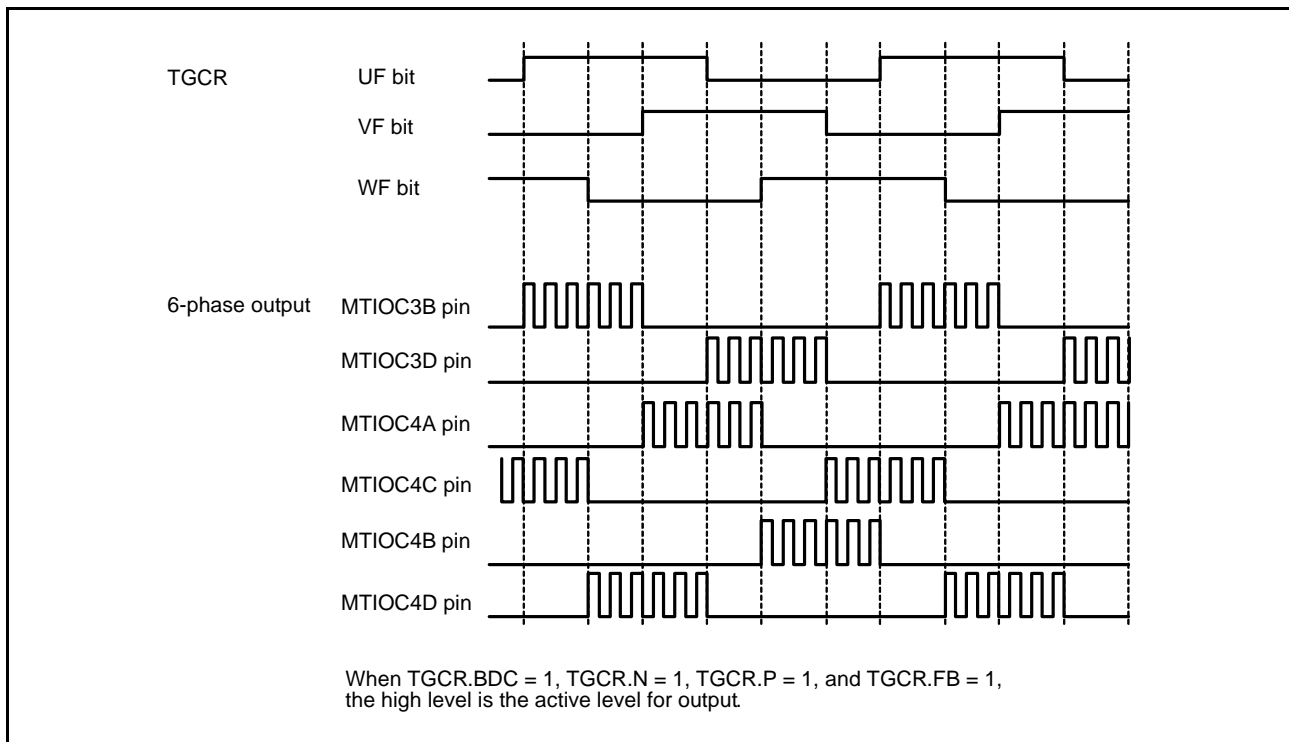 TGCR UF bit
VF bit
WF bit
6-phase output MTIOC3B pin
MTIOC3D pin
MTIOC4A pin
MTIOC4C pin
MTIOC4B pin
MTIOC4D pin
When TGCR.BDC = 1, TGCR.N = 1, TGCR.P = 1, and TGCR.FB = 1,
the high level is the active level for output.